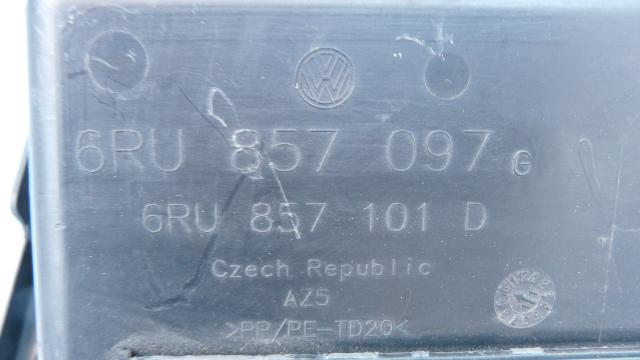 6RU 857 097 G
6RU 857 101 D
Czech Republic
AZ5
>PP/PE-TD20<